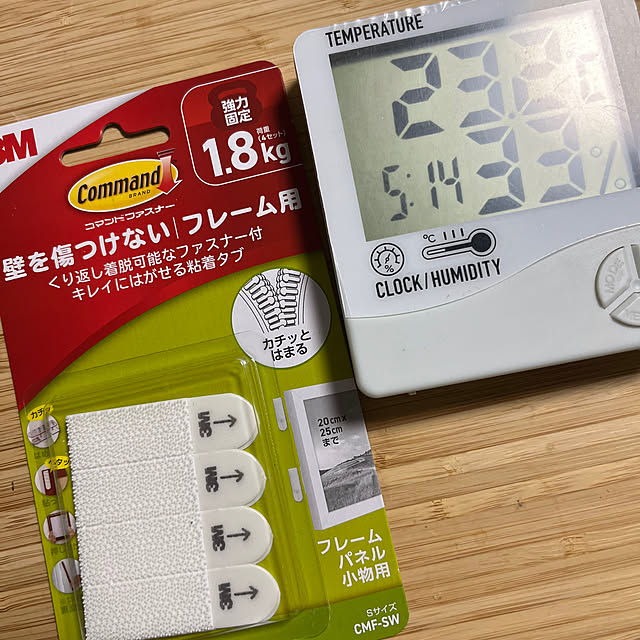 3M
Command
BRAND
コマンド ファスナー
強力
固定
荷重
(4セット)
1.8kg
壁を傷つけない|フレーム用
くり返し着脱可能なファスナー付
キレイにはがせる粘着タブ
カチッと
はまる
20cm×
25cm
まで
3M
3M
3M
3M
フレーム
パネル
小物用
Sサイズ
CMF-SW
TEMPERATURE
5:14
°C
%
CLOCK/HUMIDITY